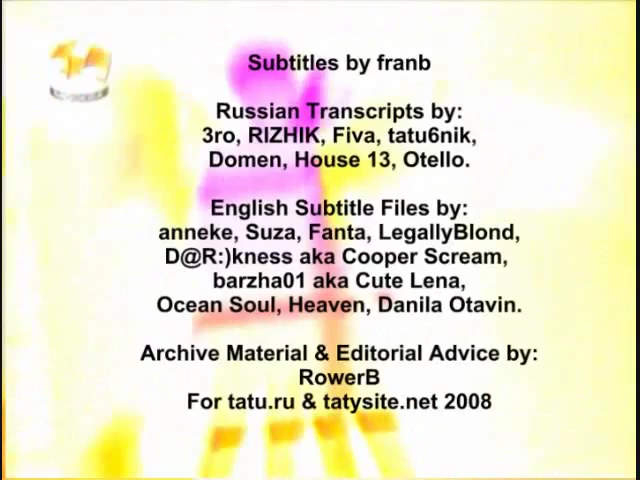 Subtitles by franb
Russian Transcripts by:
3ro, RIZHIK, Fiva, tatu6nik,
Domen, House 13, Otello.
English Subtitle Files by:
anneke, Suza, Fanta, LegallyBlond,
D@R:)kness aka Cooper Scream,
barzha01 aka Cute Lena,
Ocean Soul, Heaven, Danila Otavin.
Archive Material & Editorial Advice by:
RowerB
For tatu.ru & tatysite.net 2008